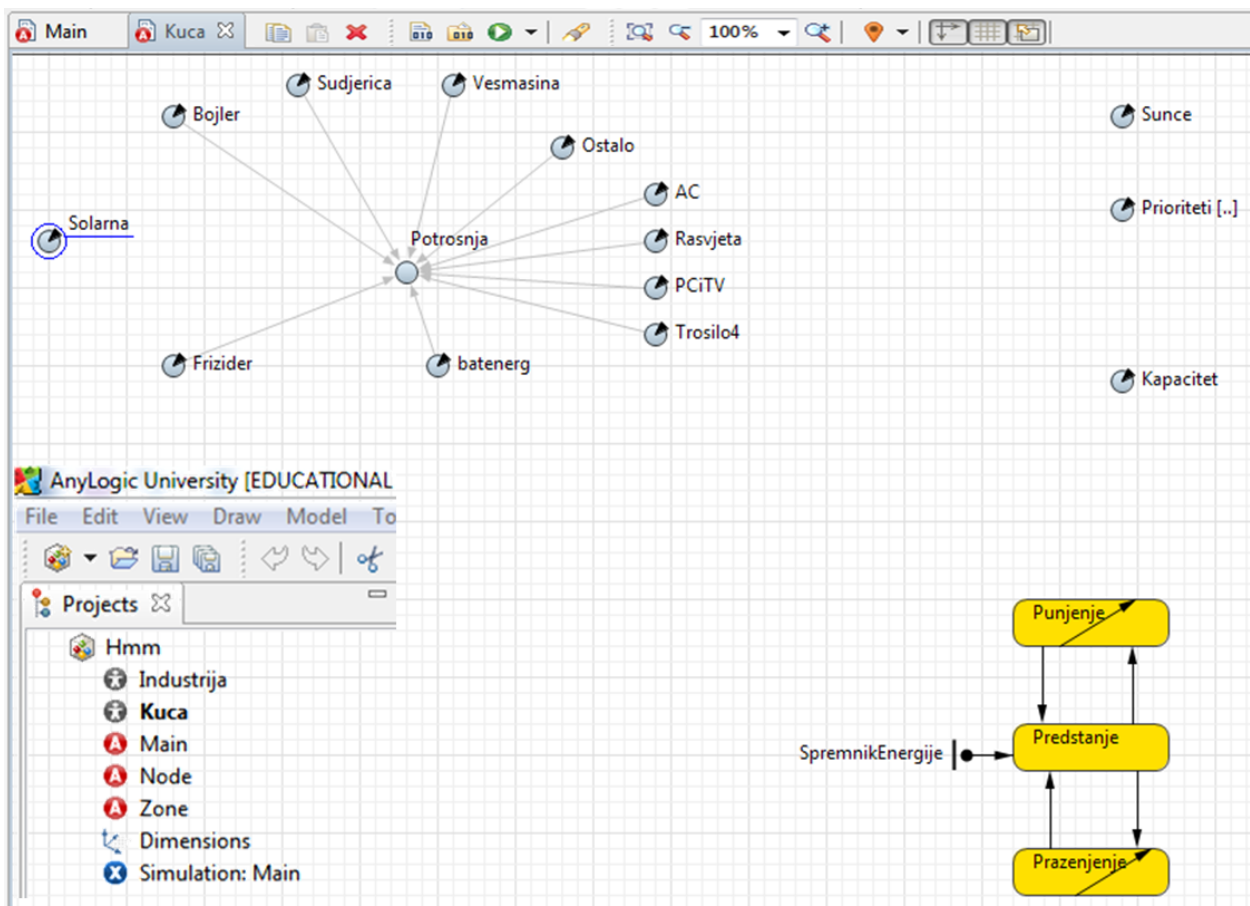 Main
Kuca
100%
Sudjerica
Vesmasina
Bojler
Sunce
Ostalo
AC
Prioriteti [..]
Solarna
Potrosnja
Rasvjeta
PCiTV
Trosilo4
Frizider
batenerg
Kapacitet
AnyLogic University [EDUCATIONAL
File Edit View Draw Model To
Projects
Hmm
Industrija
Kuca
Main
Node
Zone
Dimensions
Simulation: Main
Punjenje
Predstanje
SpremnikEnergije
Prazenjenje